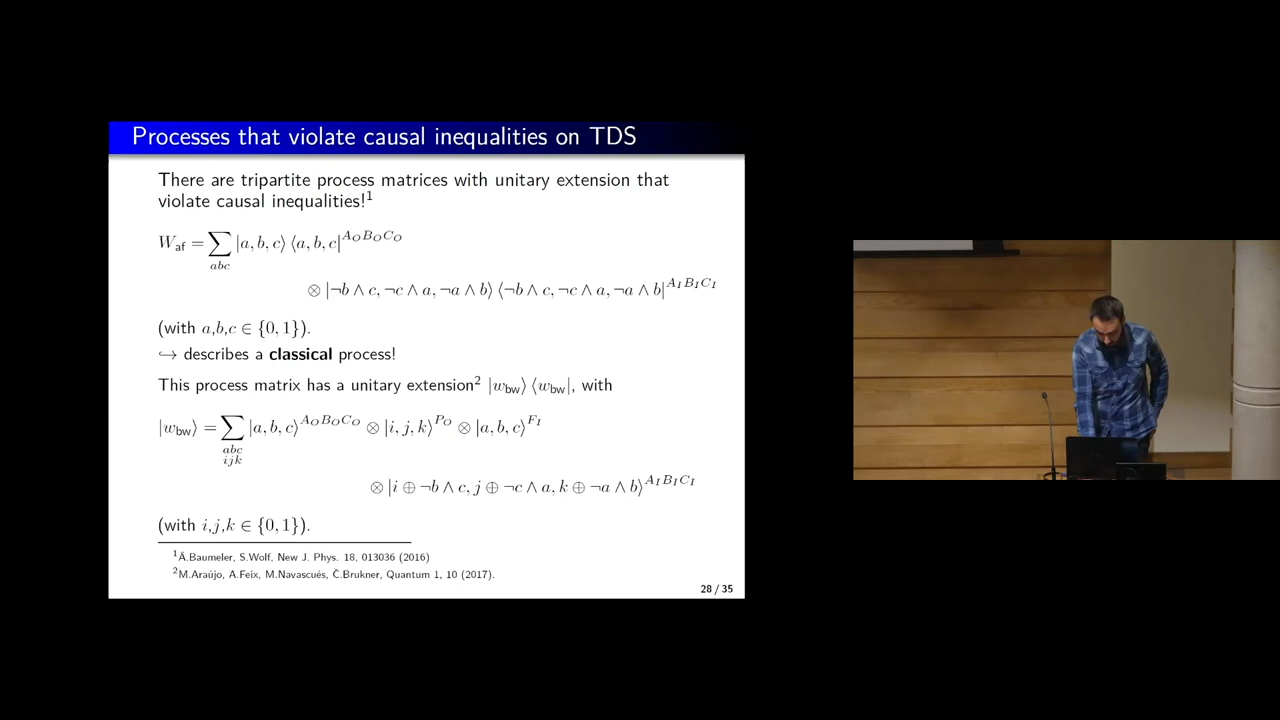 Processes that violate causal inequalities on TDS
There are tripartite process matrices with unitary extension that
violate causal inequalities!¹
W_af = ∑_{abc} |a, b, c⟩ ⟨a, b, c|^{A_O B_O C_O}
⊗ |¬b ∧ c, ¬c ∧ a, ¬a ∧ b⟩ ⟨¬b ∧ c, ¬c ∧ a, ¬a ∧ b|^{A_I B_I C_I}
(with a,b,c ∈ {0, 1}).
↪ describes a classical process!
This process matrix has a unitary extension² |w_bw⟩ ⟨w_bw|, with
|w_bw⟩ = ∑_{abc ijk} |a, b, c⟩^{A_O B_O C_O} ⊗ |i, j, k⟩^{P_O} ⊗ |a, b, c⟩^{F_I}
⊗ |i ⊕ ¬b ∧ c, j ⊕ ¬c ∧ a, k ⊕ ¬a ∧ b⟩^{A_I B_I C_I}
(with i,j,k ∈ {0, 1}).
¹Ä.Baumeler, S.Wolf, New J. Phys. 18, 013036 (2016)
²M.Araújo, A.Feix, M.Navascués, Č.Brukner, Quantum 1, 10 (2017).
28 / 35